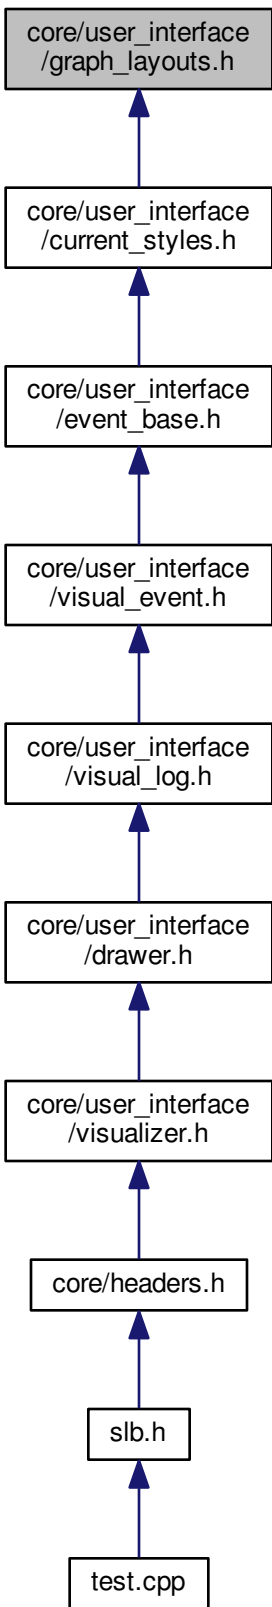 core/user_interface
/graph_layouts.h
core/user_interface
/current_styles.h
core/user_interface
/event_base.h
core/user_interface
/visual_event.h
core/user_interface
/visual_log.h
core/user_interface
/drawer.h
core/user_interface
/visualizer.h
core/headers.h
slb.h
test.cpp